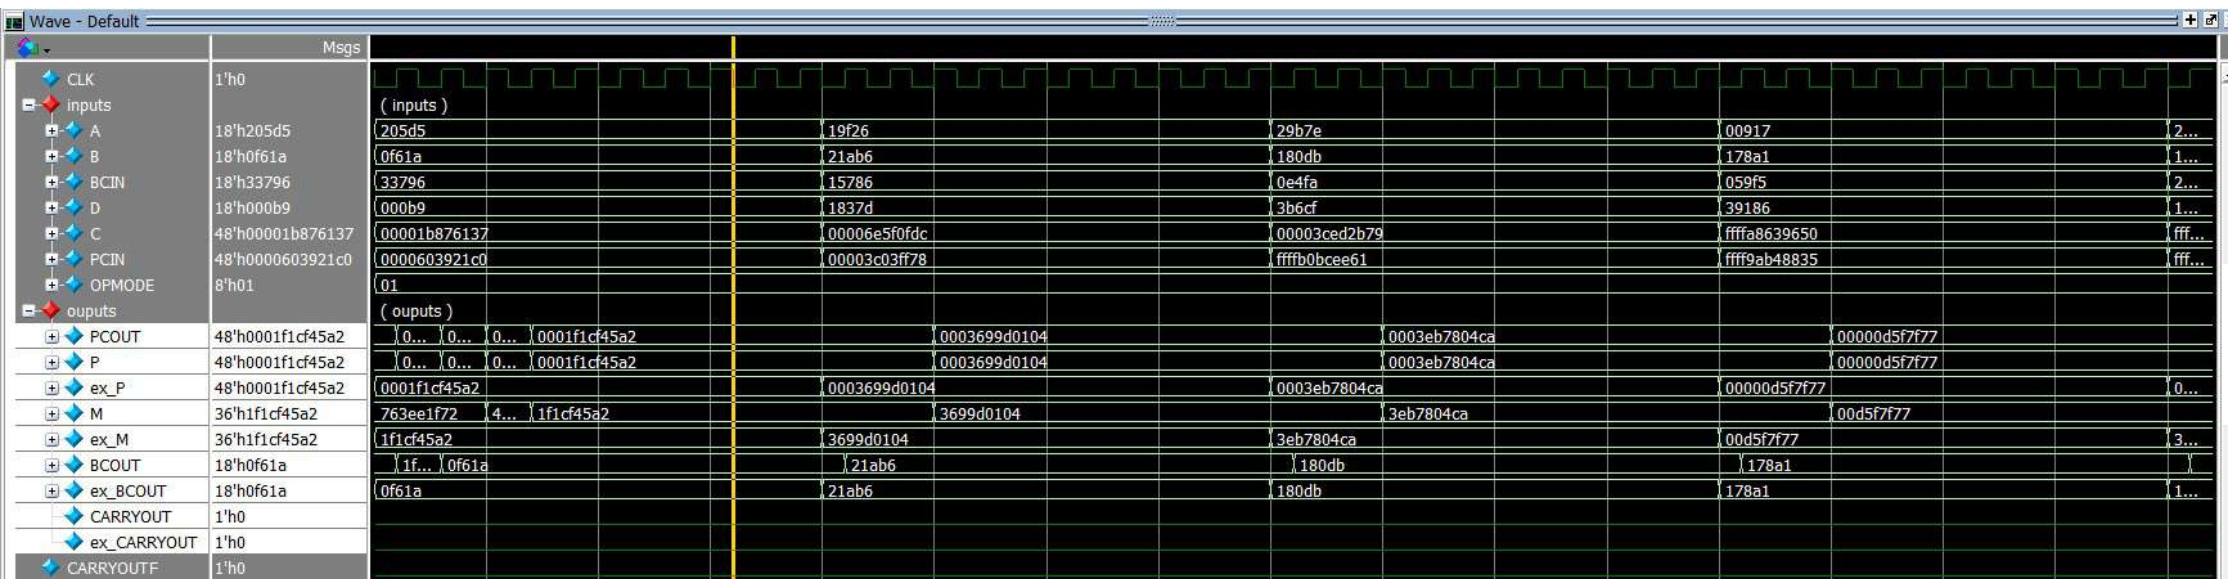 Wave - Default
Msgs
CLK 1'h0
inputs ( inputs )
A 18'h205d5 205d5 19f26 29b7e 00917 2...
B 18'h0f61a 0f61a 21ab6 180db 178a1 1...
BCIN 18'h33796 33796 15786 0e4fa 059f5 2...
D 18'h000b9 000b9 1837d 3b6cf 39186 1...
C 48'h00001b876137 00001b876137 00006e5f0fdc 00003ced2b79 ffffa8639650 fff...
PCIN 48'h0000603921c0 0000603921c0 00003c03ff78 ffffb0bcee61 ffff9ab48835 fff...
OPMODE 8'h01 01
ouputs ( ouputs )
PCOUT 48'h0001f1cf45a2 0... 0... 0... 0001f1cf45a2 0003699d0104 0003eb7804ca 00000d5f7f77
P 48'h0001f1cf45a2 0... 0... 0... 0001f1cf45a2 0003699d0104 0003eb7804ca 00000d5f7f77
ex_P 48'h0001f1cf45a2 0001f1cf45a2 0003699d0104 0003eb7804ca 00000d5f7f77 0...
M 36'h1f1cf45a2 763ee1f72 4... 1f1cf45a2 3699d0104 3eb7804ca 00d5f7f77
ex_M 36'h1f1cf45a2 1f1cf45a2 3699d0104 3eb7804ca 00d5f7f77 3...
BCOUT 18'h0f61a 1f... 0f61a 21ab6 180db 178a1
ex_BCOUT 18'h0f61a 0f61a 21ab6 180db 178a1 1...
CARRYOUT 1'h0
ex_CARRYOUT 1'h0
CARRYOUTF 1'h0